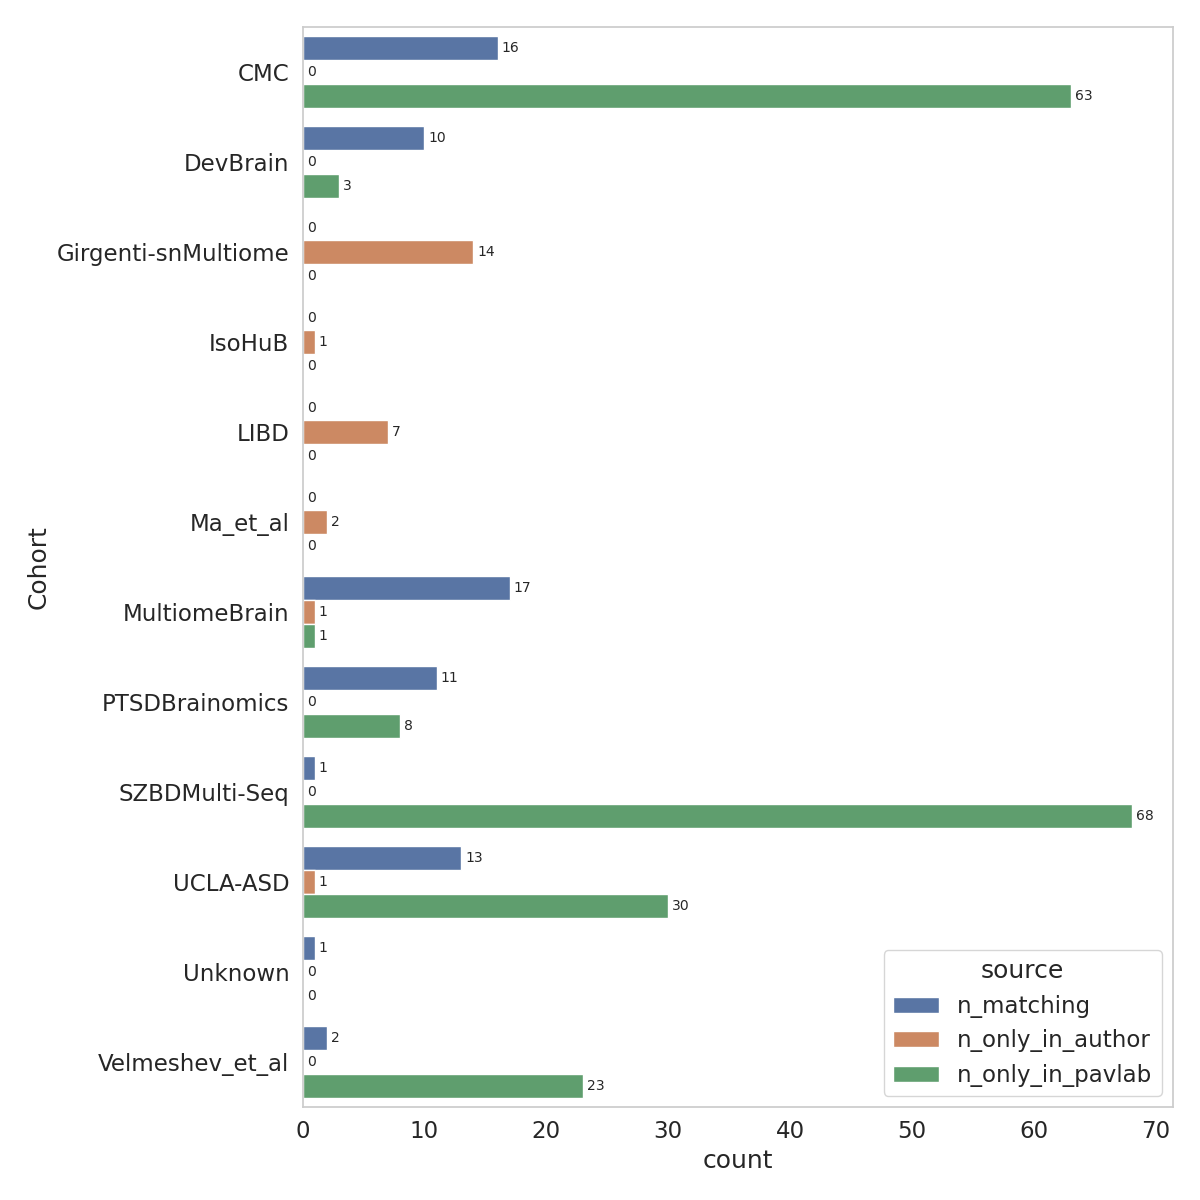 CMC
16
0
63
DevBrain
10
0
3
Girgenti-snMultiome
0
14
0
IsoHuB
0
1
0
LIBD
0
7
0
Ma_et_al
0
2
0
MultiomeBrain
17
1
1
PTSDBrainomics
11
0
8
SZBDMulti-Seq
1
0
68
UCLA-ASD
13
1
30
Unknown
1
0
0
Velmeshev_et_al
2
0
23
Cohort
source
n_matching
n_only_in_author
n_only_in_pavlab
0 10 20 30 40 50 60 70
count